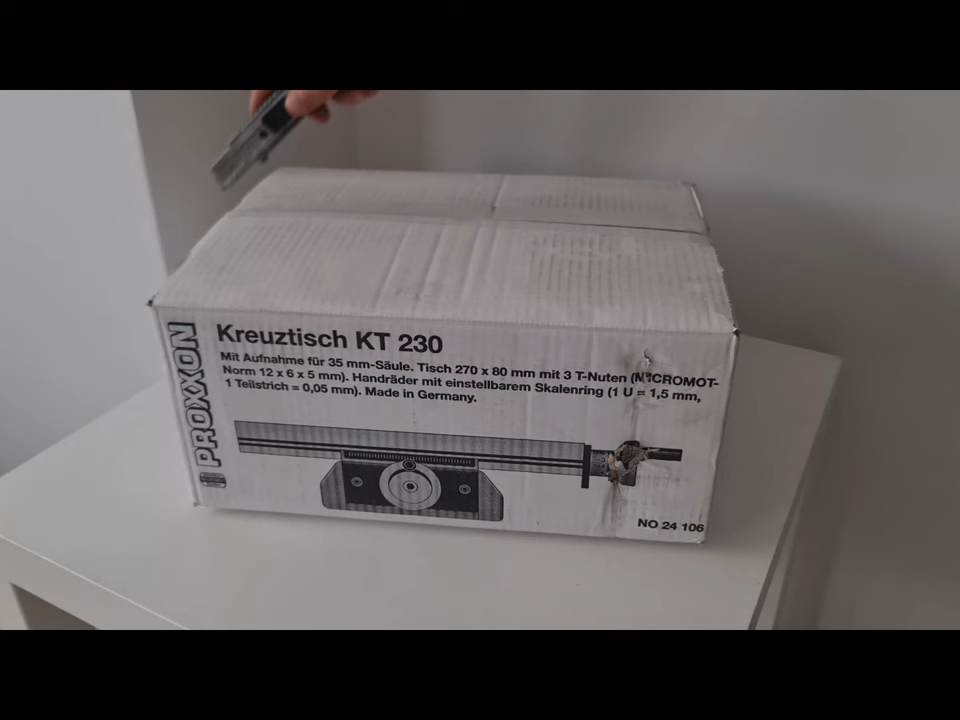 PROXXON
Kreuztisch KT 230
Mit Aufnahme für 35 mm-Säule. Tisch 270 x 80 mm mit 3 T-Nuten (MICROMOT-
Norm 12 x 6 x 5 mm). Handräder mit einstellbarem Skalenring (1 U = 1,5 mm,
1 Teilstrich = 0,05 mm). Made in Germany.
NO 24 106